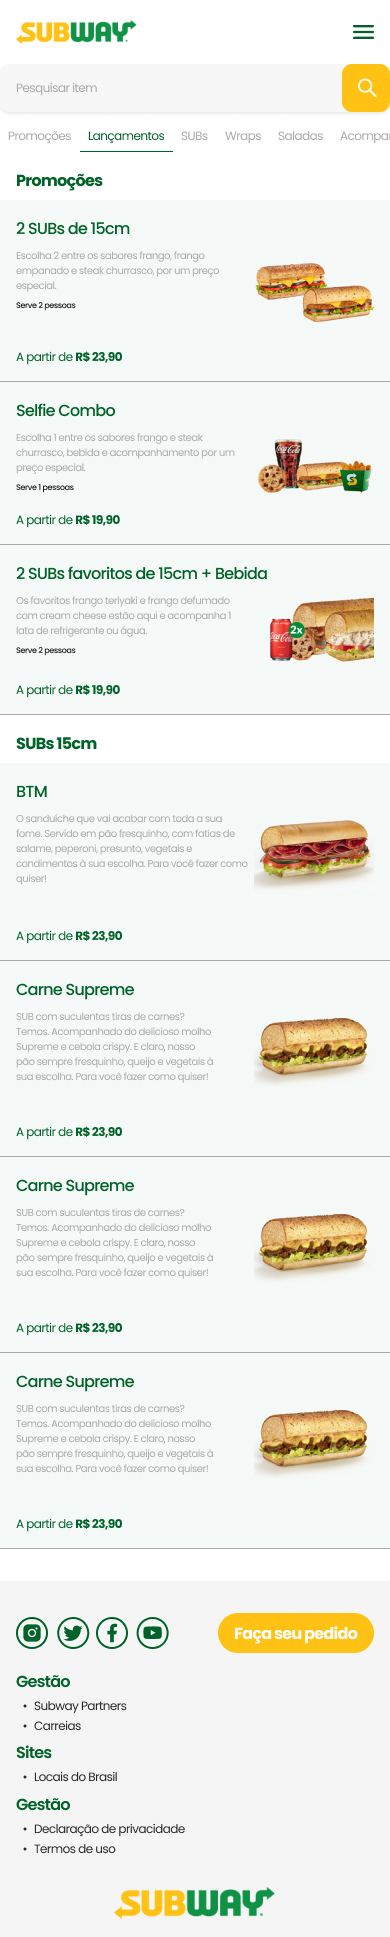 SUBWAY
Pesquisar item
Promoções Lançamentos SUBs Wraps Saladas Acompa
Promoções
2 SUBs de 15cm
Escolha 2 entre os sabores frango, frango
empanado e steak churrasco, por um preço
especial.
Serve 2 pessoas
A partir de R$ 23,90
Selfie Combo
Escolha 1 entre os sabores frango e steak
churrasco, bebida e acompanhamento por um
preço especial.
Serve 1 pessoas
Coca-Cola
S
A partir de R$ 19,90
2 SUBs favoritos de 15cm + Bebida
Os favoritos frango teriyaki e frango defumado
com cream cheese estão aqui e acompanha 1
lata de refrigerante ou água.
Serve 2 pessoas
2x
Coca-Cola
A partir de R$ 19,90
SUBs 15cm
BTM
O sanduíche que vai acabar com toda a sua
fome. Servido em pão fresquinho, com fatias de
salame, peperoni, presunto, vegetais e
condimentos à sua escolha. Para você fazer como
quiser!
A partir de R$ 23,90
Carne Supreme
SUB com suculentas tiras de carnes?
Temos. Acompanhado do delicioso molho
Supreme e cebola crispy. E claro, nosso
pão sempre fresquinho, queijo e vegetais à
sua escolha. Para você fazer como quiser!
A partir de R$ 23,90
Carne Supreme
SUB com suculentas tiras de carnes?
Temos. Acompanhado do delicioso molho
Supreme e cebola crispy. E claro, nosso
pão sempre fresquinho, queijo e vegetais à
sua escolha. Para você fazer como quiser!
A partir de R$ 23,90
Carne Supreme
SUB com suculentas tiras de carnes?
Temos. Acompanhado do delicioso molho
Supreme e cebola crispy. E claro, nosso
pão sempre fresquinho, queijo e vegetais à
sua escolha. Para você fazer como quiser!
A partir de R$ 23,90
Faça seu pedido
Gestão
• Subway Partners
• Carreias
Sites
• Locais do Brasil
Gestão
• Declaração de privacidade
• Termos de uso
SUBWAY